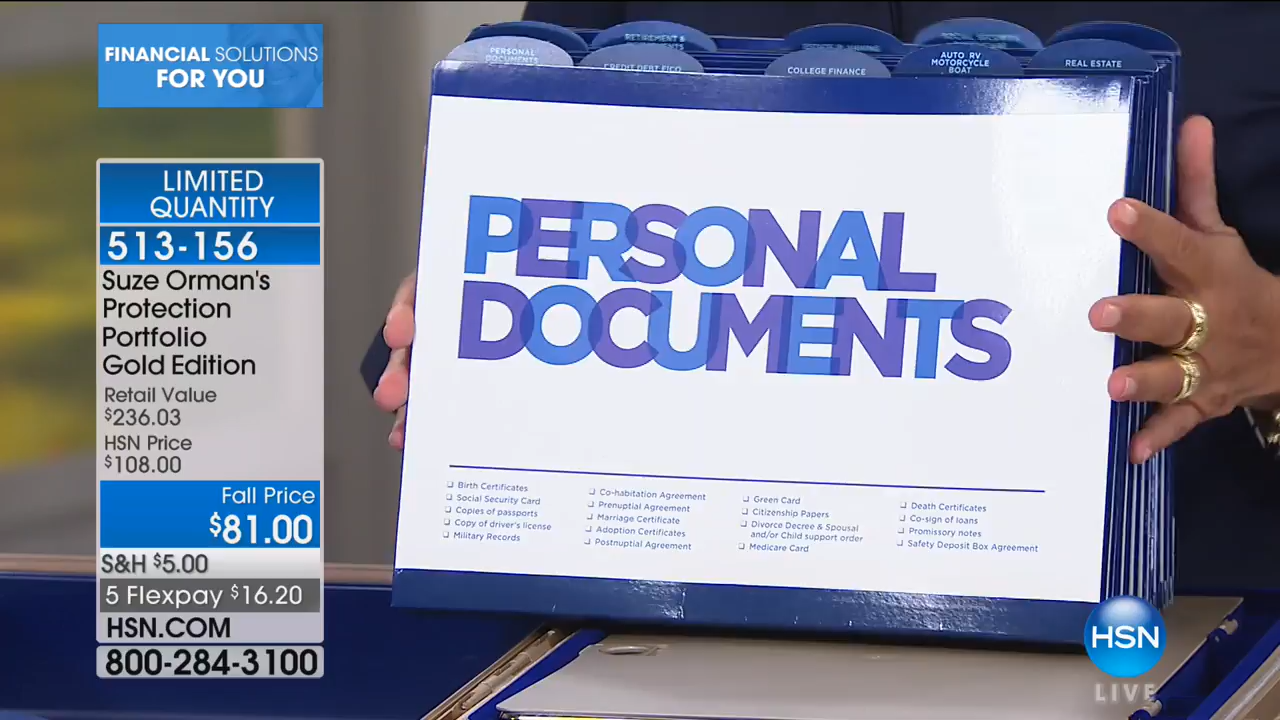 FINANCIAL SOLUTIONS
FOR YOU
LIMITED
QUANTITY
513-156
Suze Orman's
Protection
Portfolio
Gold Edition
Retail Value
$236.03
HSN Price
$108.00
Fall Price
$81.00
S&H $5.00
5 Flexpay $16.20
HSN.COM
800-284-3100
RETIREMENT &
PERSONAL
DOCUMENTS
CREDIT DEBT FICO
COLLEGE FINANCE
AUTO RV
MOTORCYCLE
BOAT
REAL ESTATE
PERSONAL
DOCUMENTS
Birth Certificates
Social Security Card
Copies of passports
Copy of driver's license
Military Records
Co-habitation Agreement
Prenuptial Agreement
Marriage Certificate
Adoption Certificates
Postnuptial Agreement
Green Card
Citizenship Papers
Divorce Decree & Spousal
and/or Child support order
Medicare Card
Death Certificates
Co-sign of loans
Promissory notes
Safety Deposit Box Agreement
HSN
LIVE